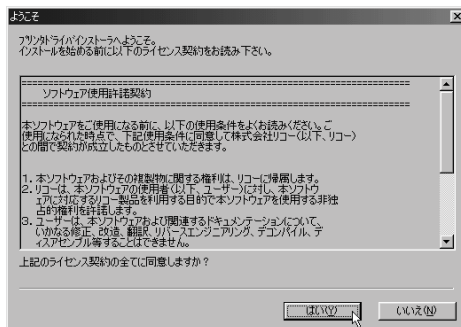 ようこそ
プリンタドライバインストーラへようこそ。
インストールを始める前に以下のライセンス契約をお読み下さい。
ソフトウェア使用許諾契約
本ソフトウェアをご使用になる前に、以下の使用条件をよくお読みください。ご
使用になられた時点で、下記使用条件に同意して株式会社リコー(以下、リコー)
との間で契約が成立したものとさせていただきます。
1. 本ソフトウェアおよびその複製物に関する権利は、リコーに帰属します。
2. リコーは、本ソフトウェアの使用者(以下、ユーザー)に対し、本ソフトウ
ェアに対応するリコー製品を利用する目的で本ソフトウェアを使用する非独
占的権利を許諾します。
3. ユーザーは、本ソフトウェアおよび関連するドキュメンテーションについて、
いかなる修正、改造、翻訳、リバースエンジニアリング、デコンパイル、デ
ィスアセンブル等することはできません。
上記のライセンス契約の全てに同意しますか？
はい(Y)
いいえ(N)